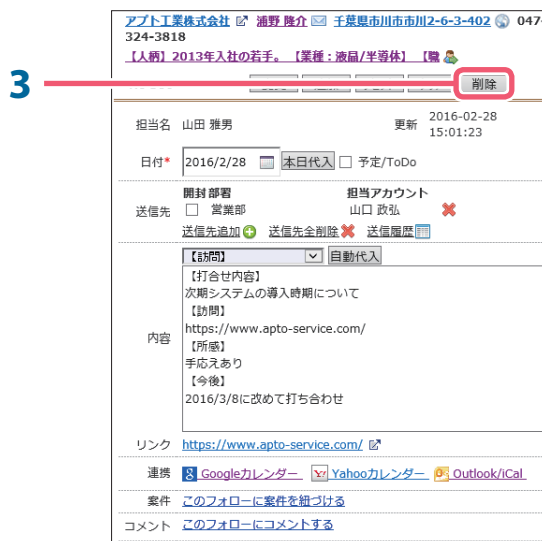 アプト工業株式会社 浦野 隆介 千葉県市川市市川2-6-3-402 047-
324-3818
【人柄】2013年入社の若手。【業種：液晶/半導体】【職
3
削除
担当名 山田 雅男 更新 2016-02-28
15:01:23
日付* 2016/2/28 本日代入 予定/ToDo
開封 部署 担当アカウント
送信先 営業部 山口 政弘
送信先追加 送信先全削除 送信履歴
【訪問】 自動代入
【打合せ内容】
次期システムの導入時期について
【訪問】
https://www.apto-service.com/
内容
【所感】
手応えあり
【今後】
2016/3/8に改めて打ち合わせ
リンク https://www.apto-service.com/
連携 Googleカレンダー Yahooカレンダー Outlook/iCal
案件 このフォローに案件を紐づける
コメント このフォローにコメントする